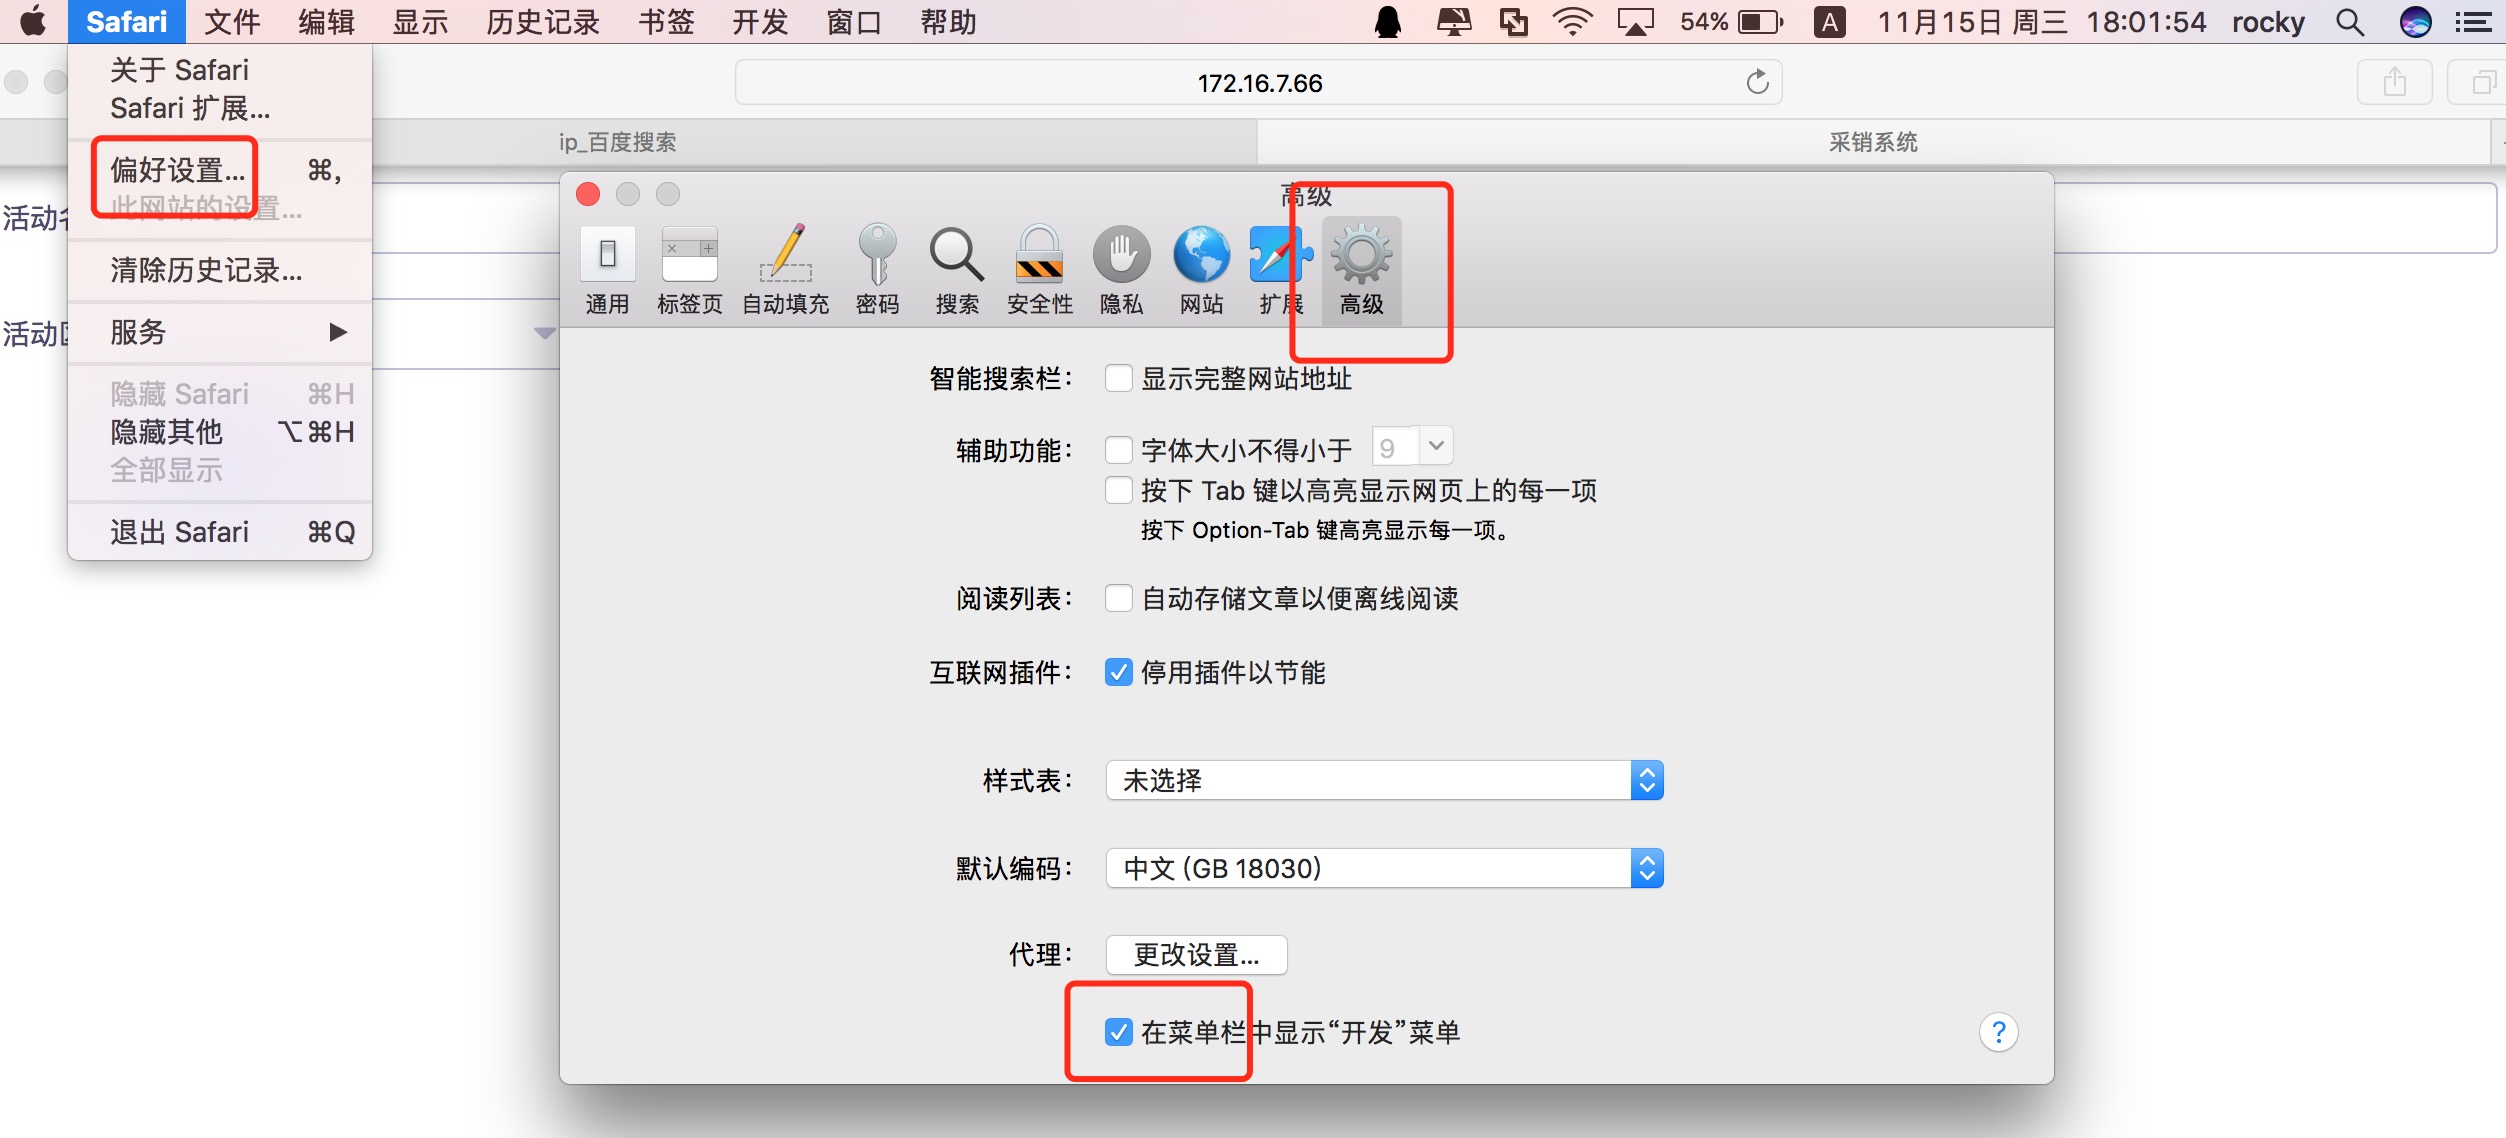 Safari 文件 编辑 显示 历史记录 书签 开发 窗口 帮助 54% A 11月15日 周三 18:01:54 rocky
关于 Safari
Safari 扩展...
偏好设置... ⌘,
此网站的设置...
清除历史记录...
服务 ▶
隐藏 Safari ⌘H
隐藏其他 ⌥⌘H
全部显示
退出 Safari ⌘Q
172.16.7.66
ip_百度搜索
采销系统
活动
活动
高级
通用 标签页 自动填充 密码 搜索 安全性 隐私 网站 扩展 高级
智能搜索栏： 显示完整网站地址
辅助功能： 字体大小不得小于 9
按下 Tab 键以高亮显示网页上的每一项
按下 Option-Tab 键高亮显示每一项。
阅读列表： 自动存储文章以便离线阅读
互联网插件： 停用插件以节能
样式表： 未选择
默认编码： 中文 (GB 18030)
代理： 更改设置...
在菜单栏中显示“开发”菜单
?